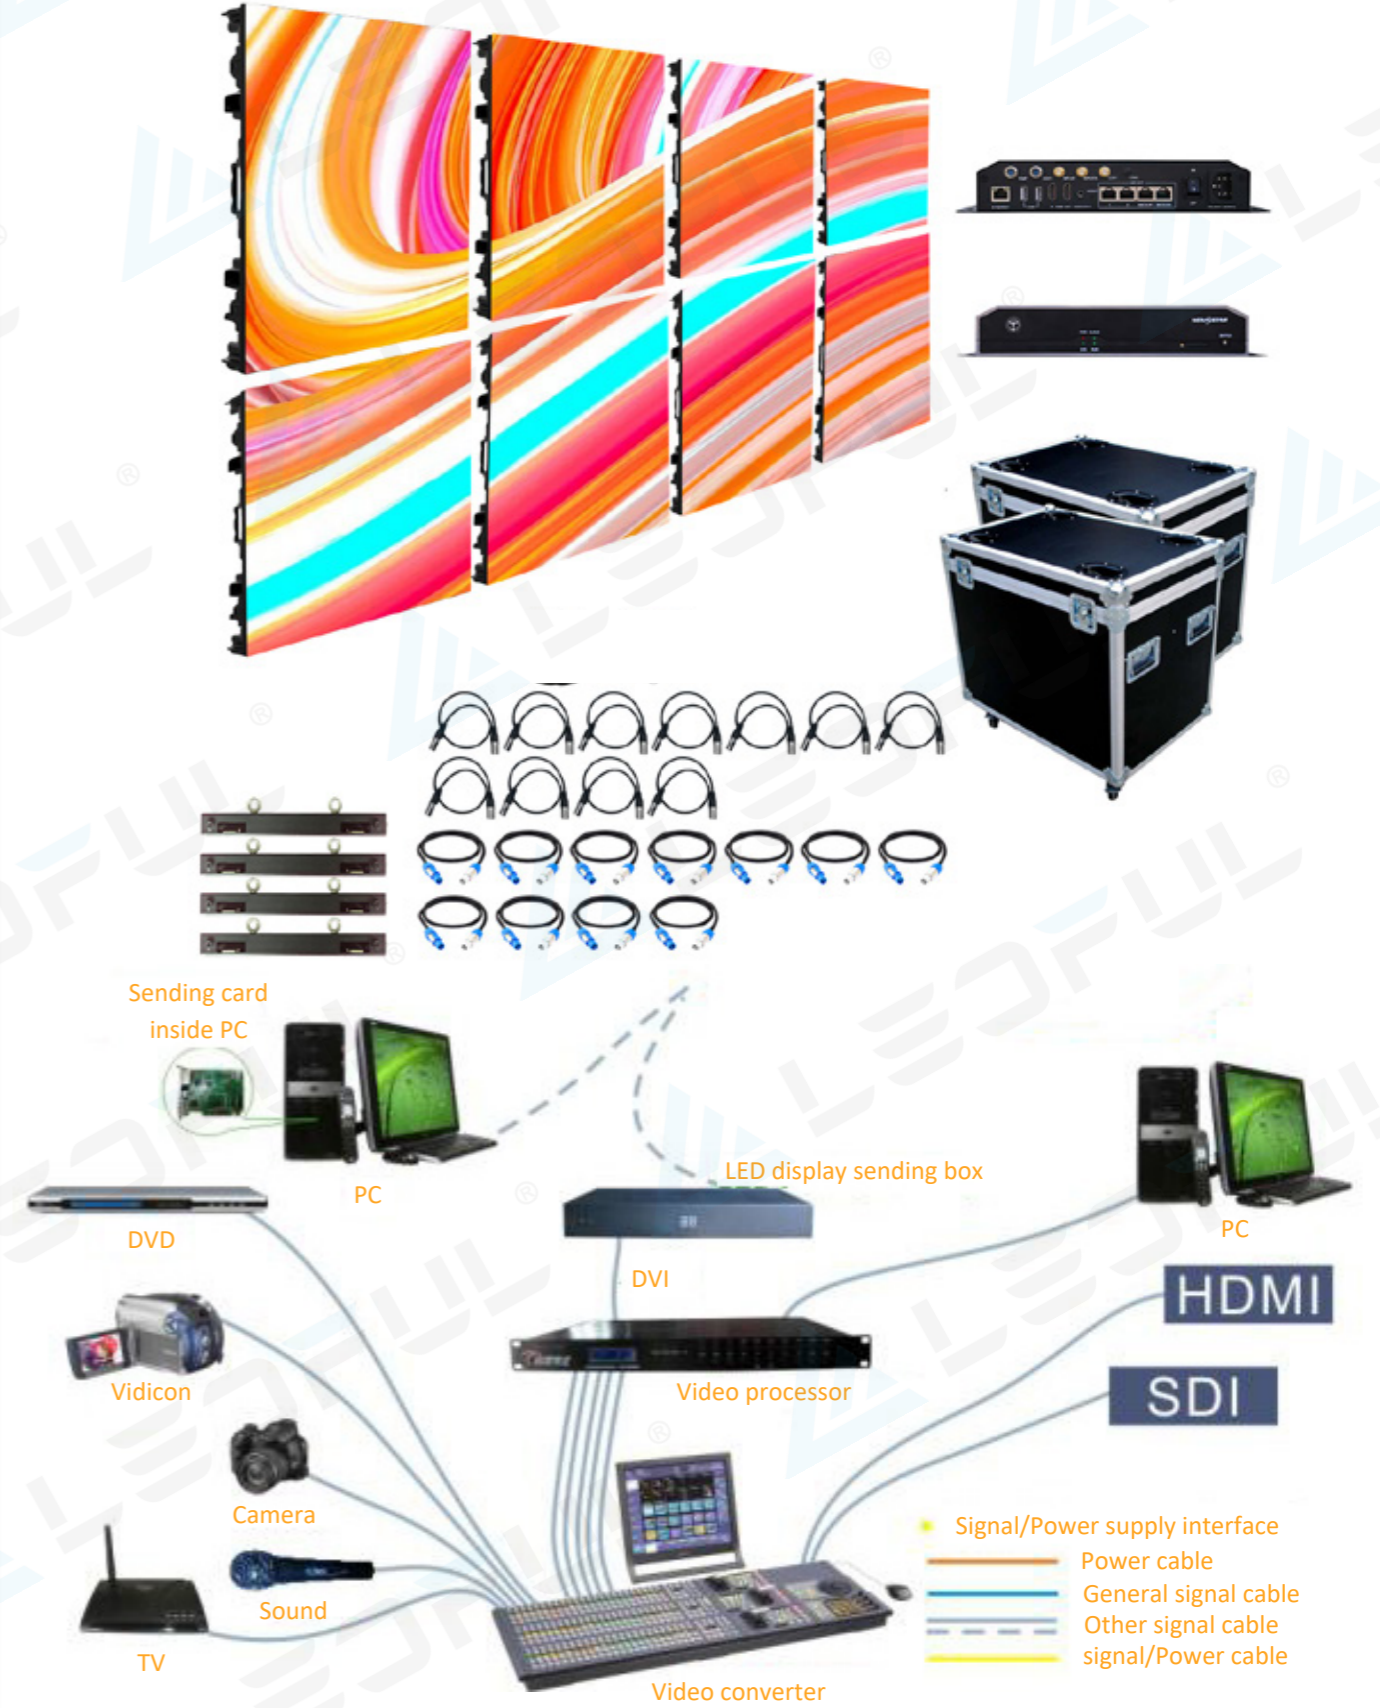 LEDFUL
Sending card
inside PC
PC
LED display sending box
DVD
PC
DVI
HDMI
Vidicon
Video processor
SDI
Camera
Signal/Power supply interface
Power cable
General signal cable
Sound
Other signal cable
signal/Power cable
TV
Video converter